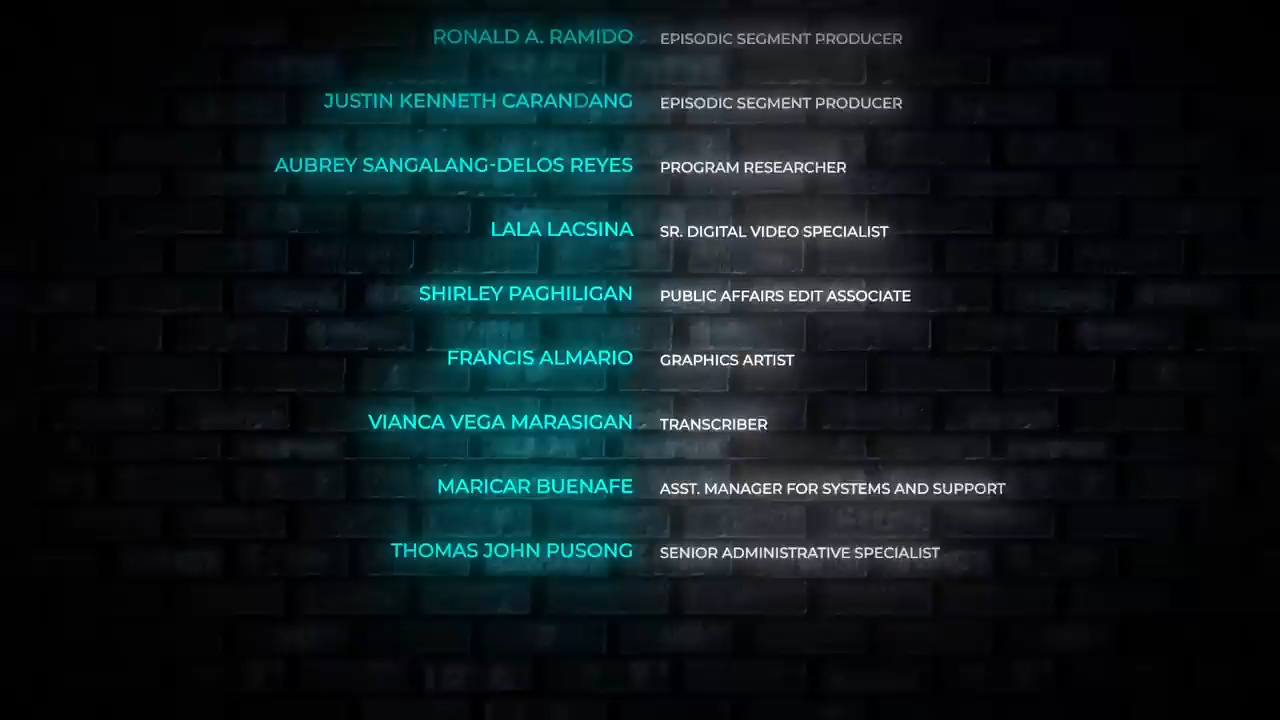 RONALD A. RAMIDO EPISODIC SEGMENT PRODUCER
JUSTIN KENNETH CARANDANG EPISODIC SEGMENT PRODUCER
AUBREY SANGALANG-DELOS REYES PROGRAM RESEARCHER
LALA LACSINA SR. DIGITAL VIDEO SPECIALIST
SHIRLEY PAGHILIGAN PUBLIC AFFAIRS EDIT ASSOCIATE
FRANCIS ALMARIO GRAPHICS ARTIST
VIANCA VEGA MARASIGAN TRANSCRIBER
MARICAR BUENAFE ASST. MANAGER FOR SYSTEMS AND SUPPORT
THOMAS JOHN PUSONG SENIOR ADMINISTRATIVE SPECIALIST